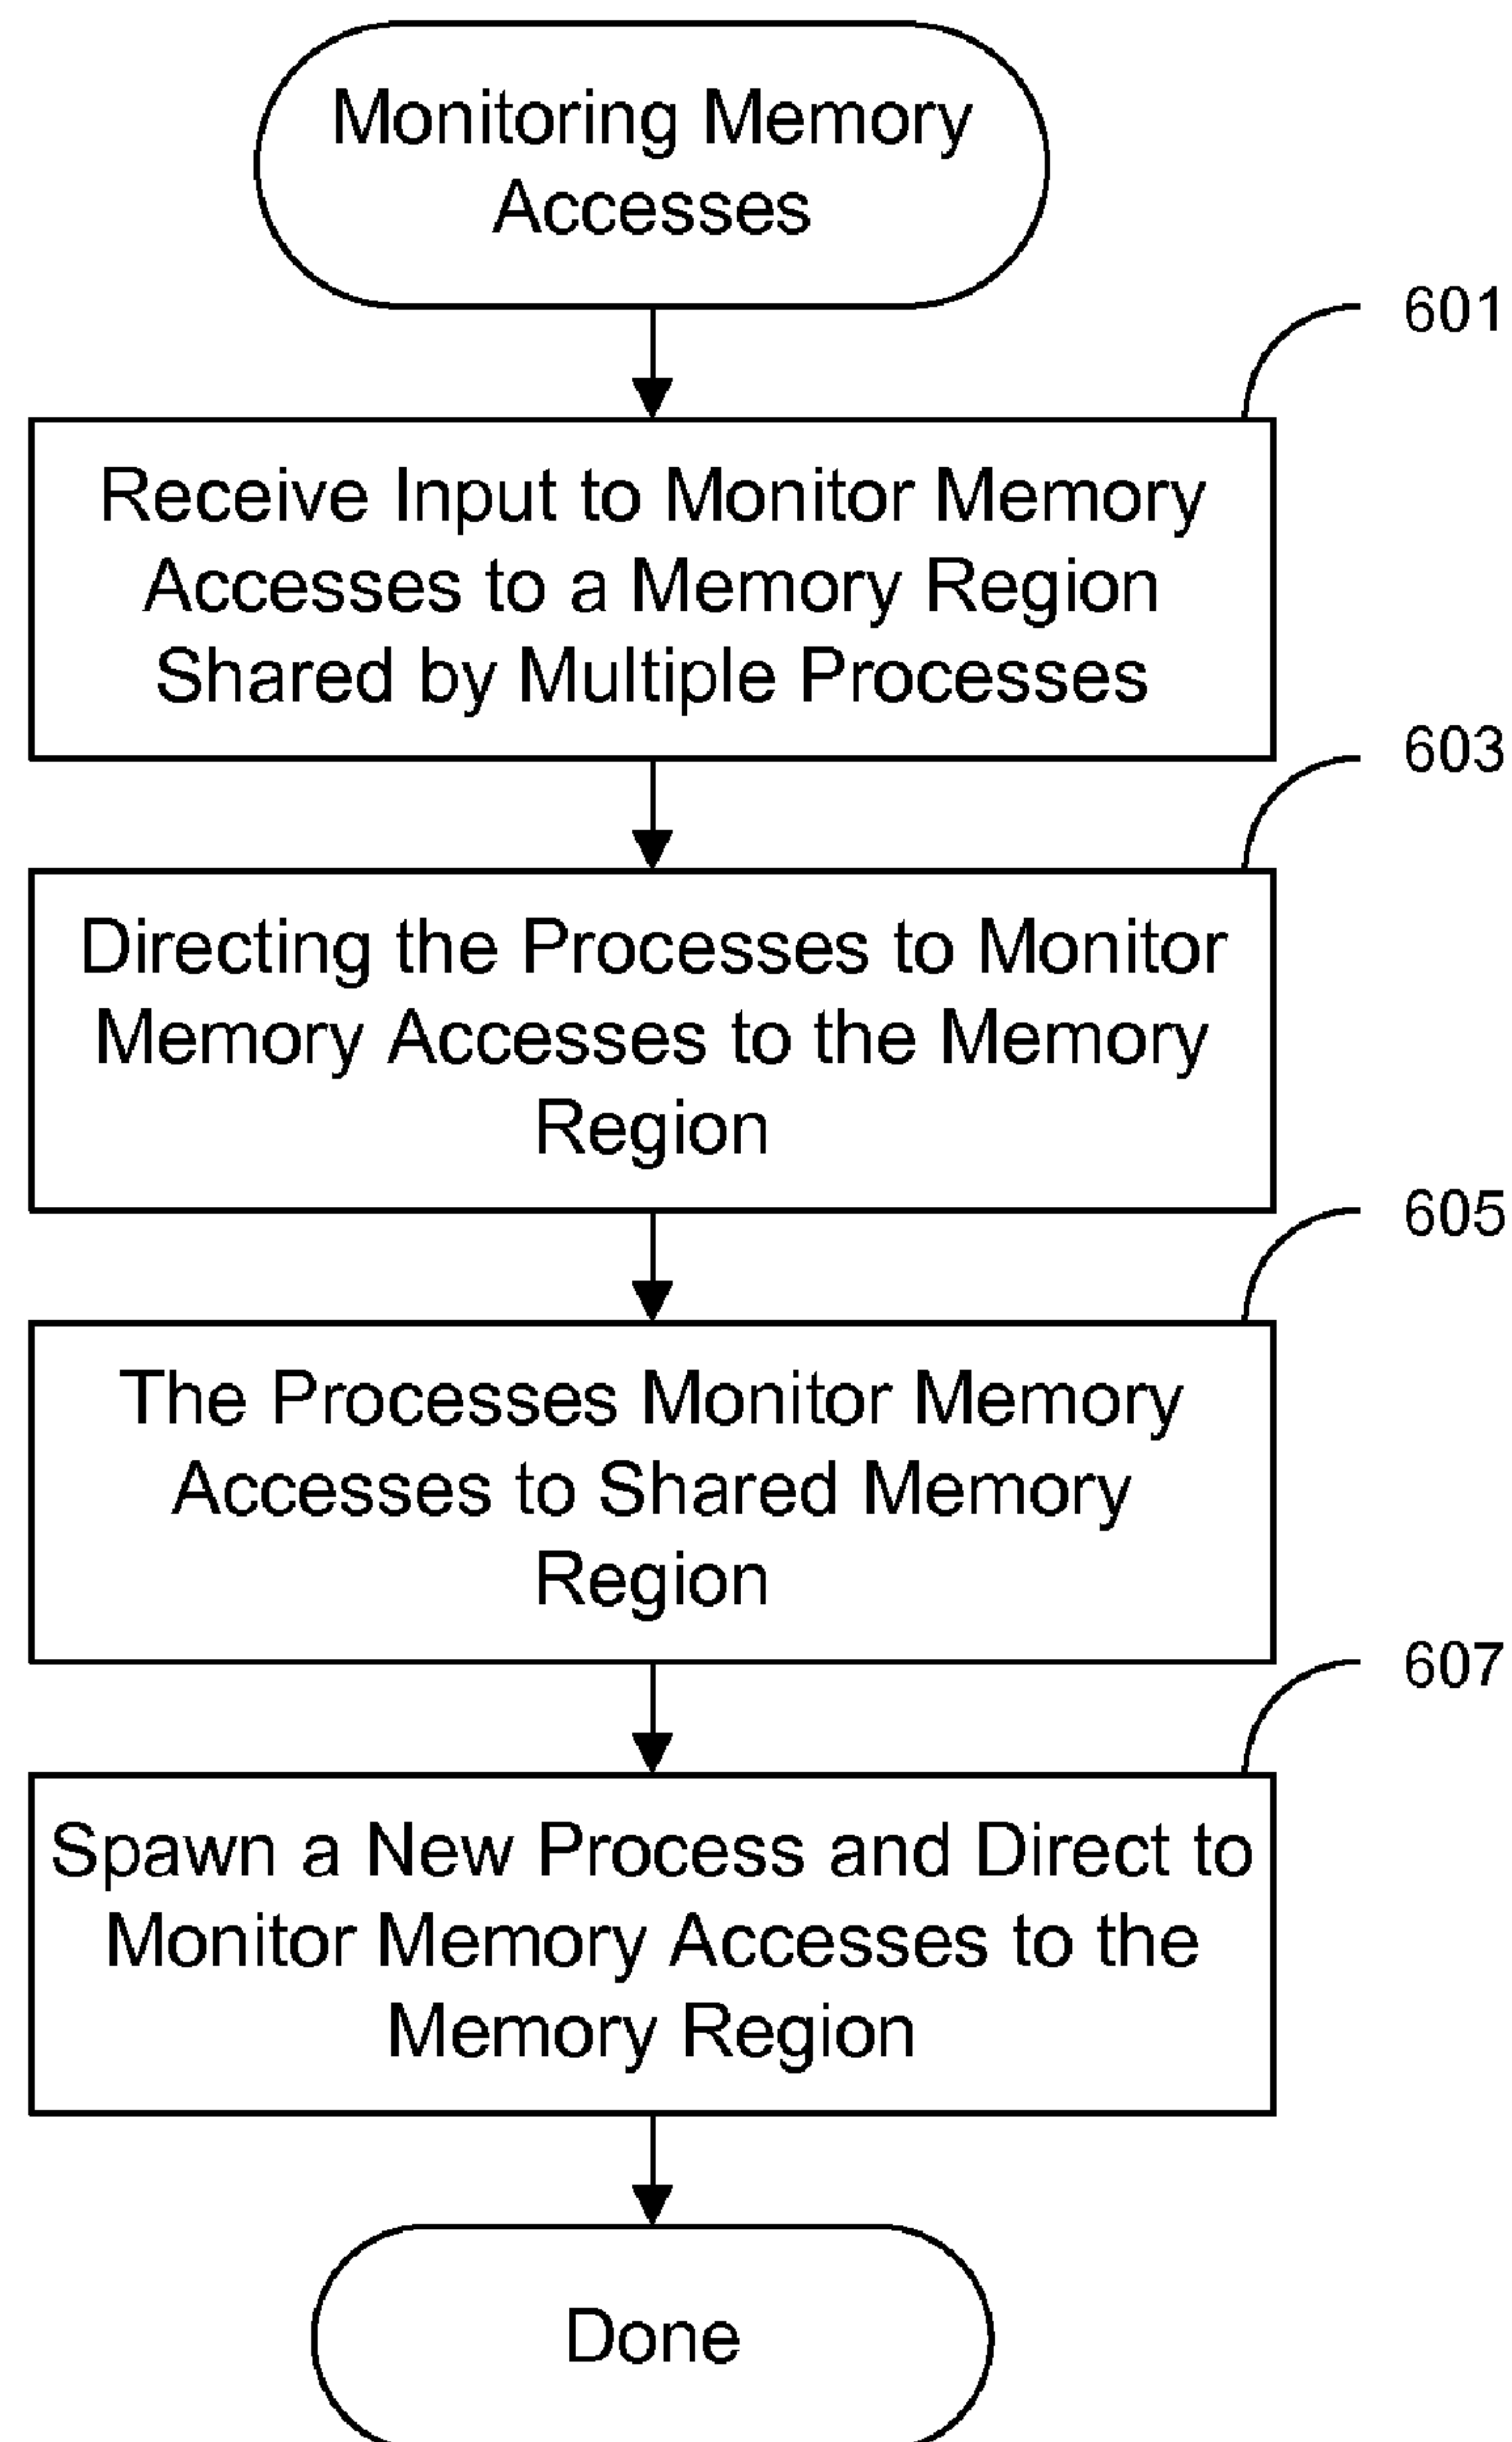 Monitoring Memory
Accesses
601
Receive Input to Monitor Memory
Accesses to a Memory Region
Shared by Multiple Processes
603
Directing the Processes to Monitor
Memory Accesses to the Memory
Region
605
The Processes Monitor Memory
Accesses to Shared Memory
Region
607
Spawn a New Process and Direct to
Monitor Memory Accesses to the
Memory Region
Done